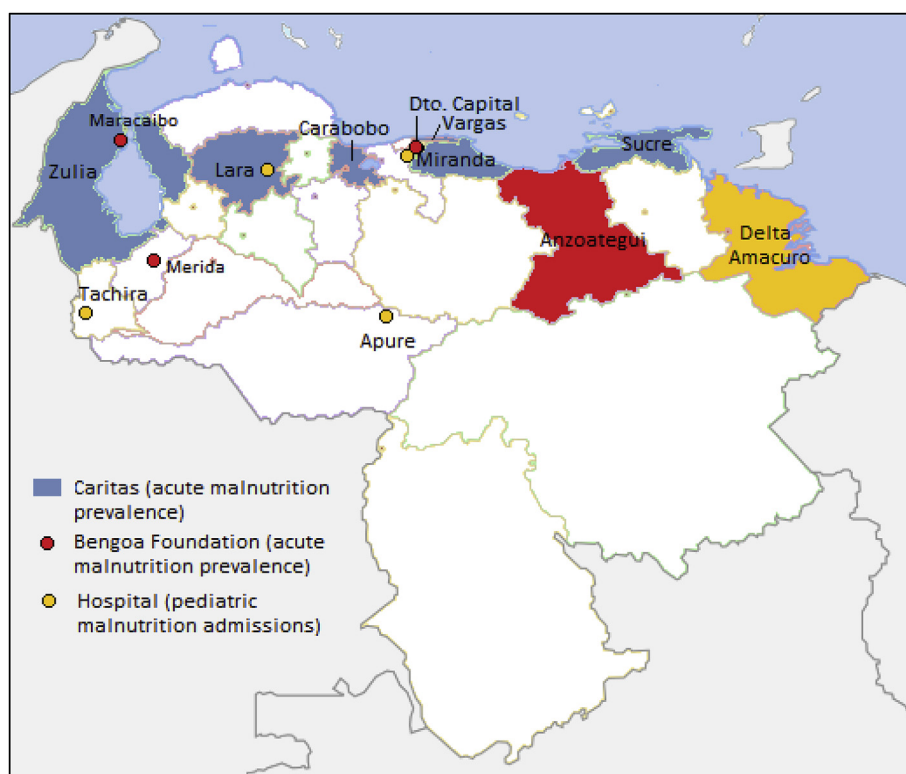 Dto. Capital
Vargas
Maracaibo
Carabobo
Sucre
Miranda
Zulia
Lara
Delta
Amacuro
Anzoategui
Merida
Tachira
Apure
Caritas (acute malnutrition
prevalence)
Bengoa Foundation (acute
malnutrition prevalence)
Hospital (pediatric
malnutrition admissions)